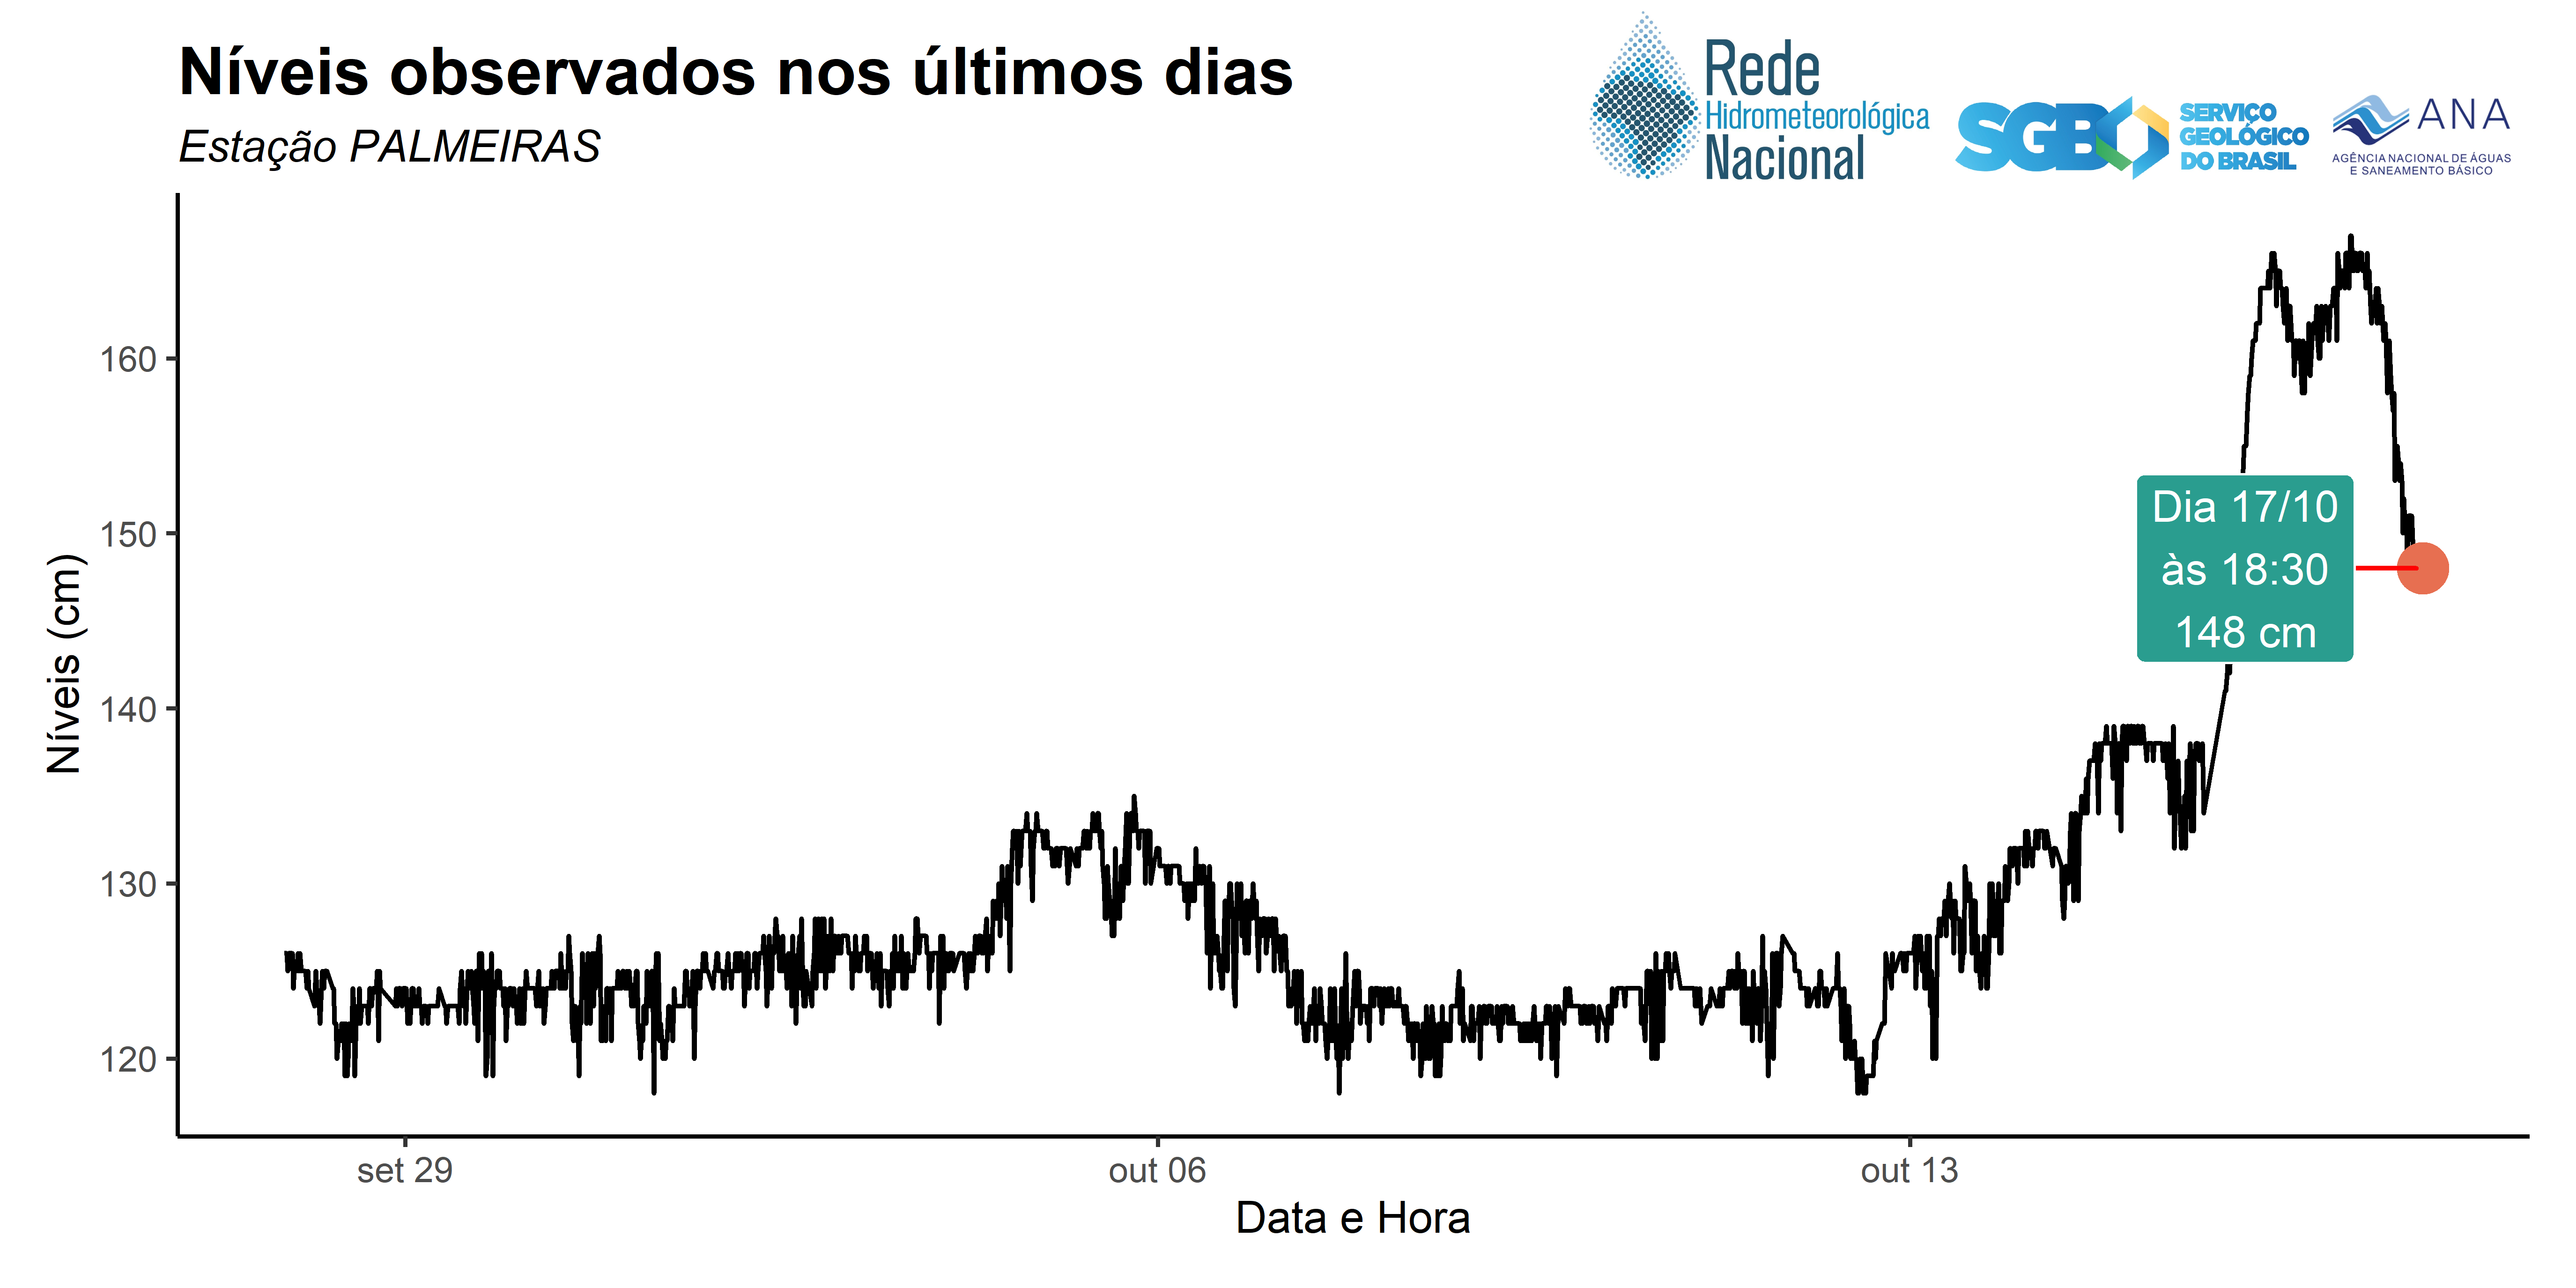 Níveis observados nos últimos dias
Estação PALMEIRAS
Rede
Hidrometeorológica
Nacional
SGB
SERVIÇO
GEOLÓGICO
DO BRASIL
ANA
AGÊNCIA NACIONAL DE ÁGUAS
E SANEAMENTO BÁSICO
Níveis (cm)
160
150
140
130
120
Dia 17/10
às 18:30
148 cm
set 29
out 06
out 13
Data e Hora